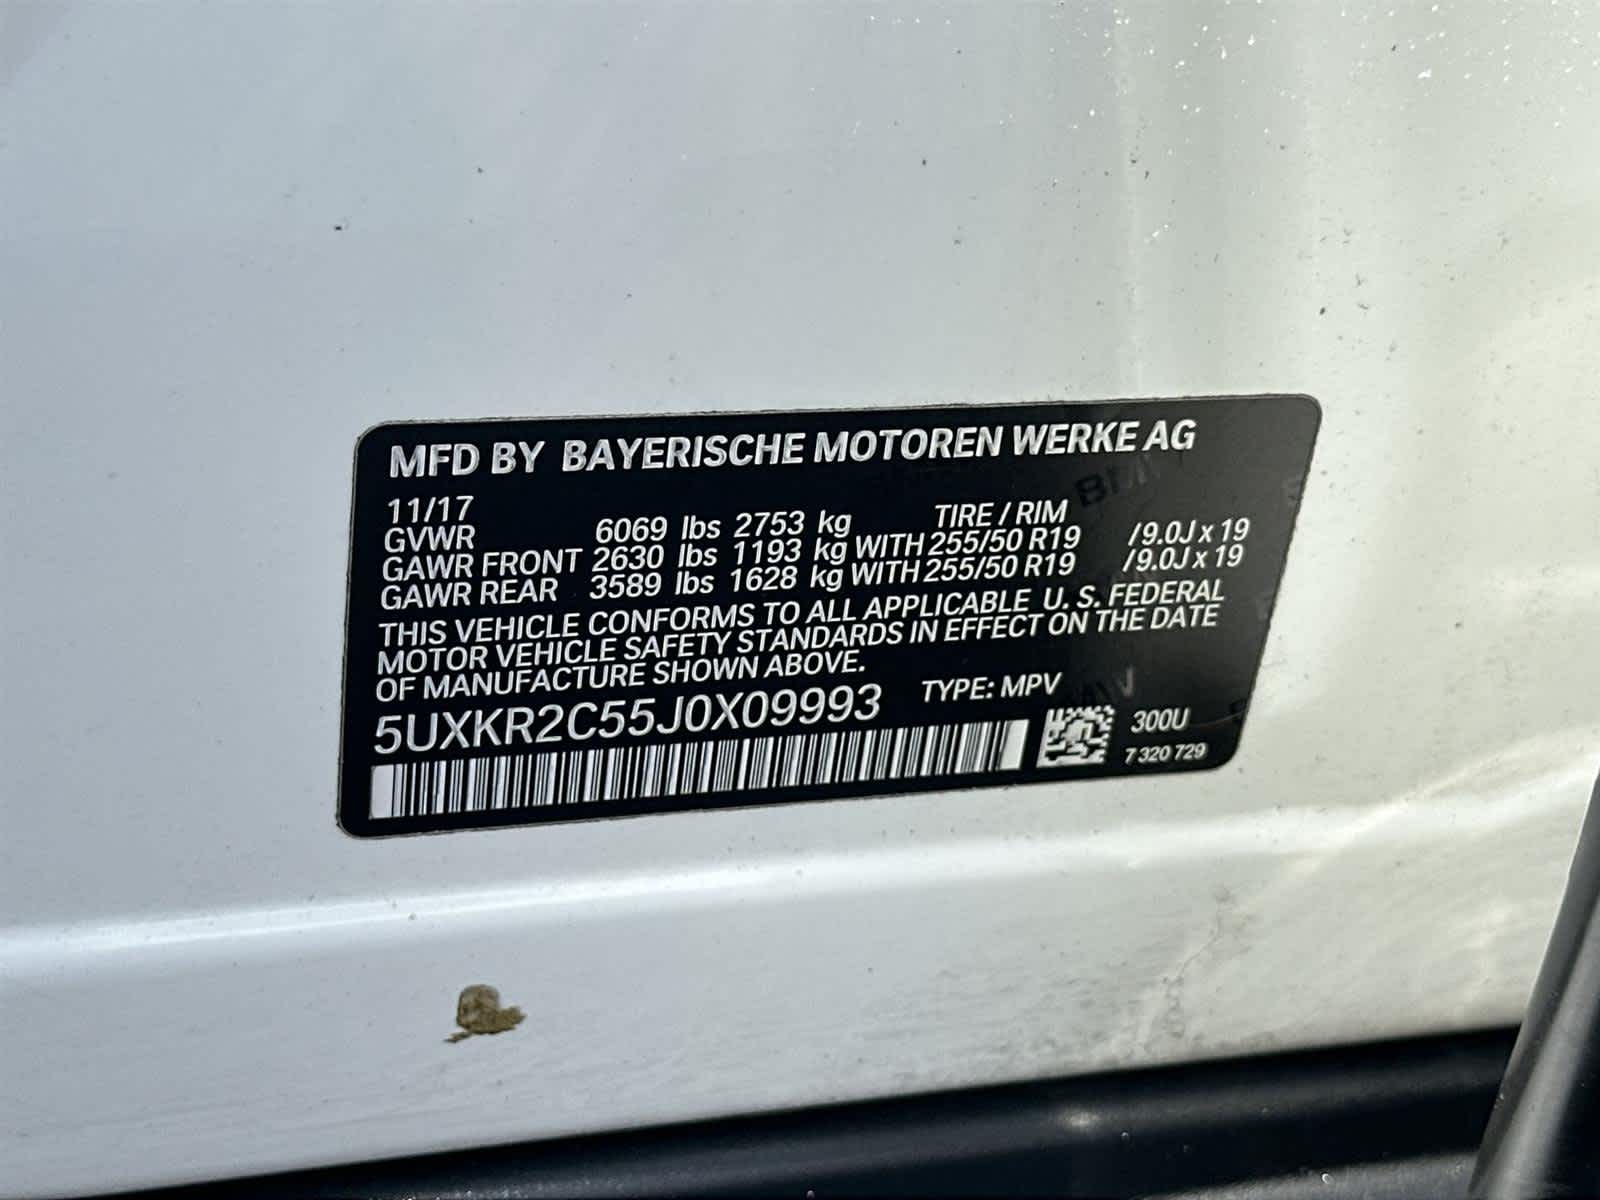 MFD BY BAYERISCHE MOTOREN WERKE AG
11/17 TIRE / RIM
GVWR 6069 lbs 2753 kg
GAWR FRONT 2630 lbs 1193 kg WITH 255/50 R19 /9.0J x 19
GAWR REAR 3589 lbs 1628 kg WITH 255/50 R19 /9.0J x 19
THIS VEHICLE CONFORMS TO ALL APPLICABLE U. S. FEDERAL
MOTOR VEHICLE SAFETY STANDARDS IN EFFECT ON THE DATE
OF MANUFACTURE SHOWN ABOVE.
5UXKR2C55J0X09993 TYPE: MPV
300U
7 320 729